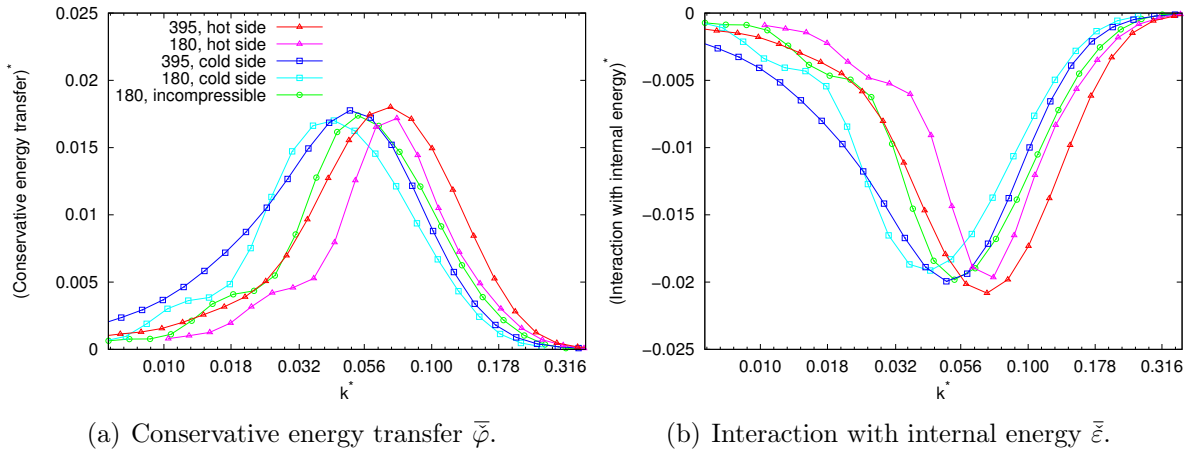 395, hot side
180, hot side
395, cold side
180, cold side
180, incompressible
(Conservative energy transfer)*
0.025
0.02
0.015
0.01
0.005
0
0.010 0.018 0.032 0.056 0.100 0.178 0.316
k*
(a) Conservative energy transfer φ̆̅.
(Interaction with internal energy)*
0
−0.005
−0.01
−0.015
−0.02
−0.025
0.010 0.018 0.032 0.056 0.100 0.178 0.316
k*
(b) Interaction with internal energy ε̆̅.